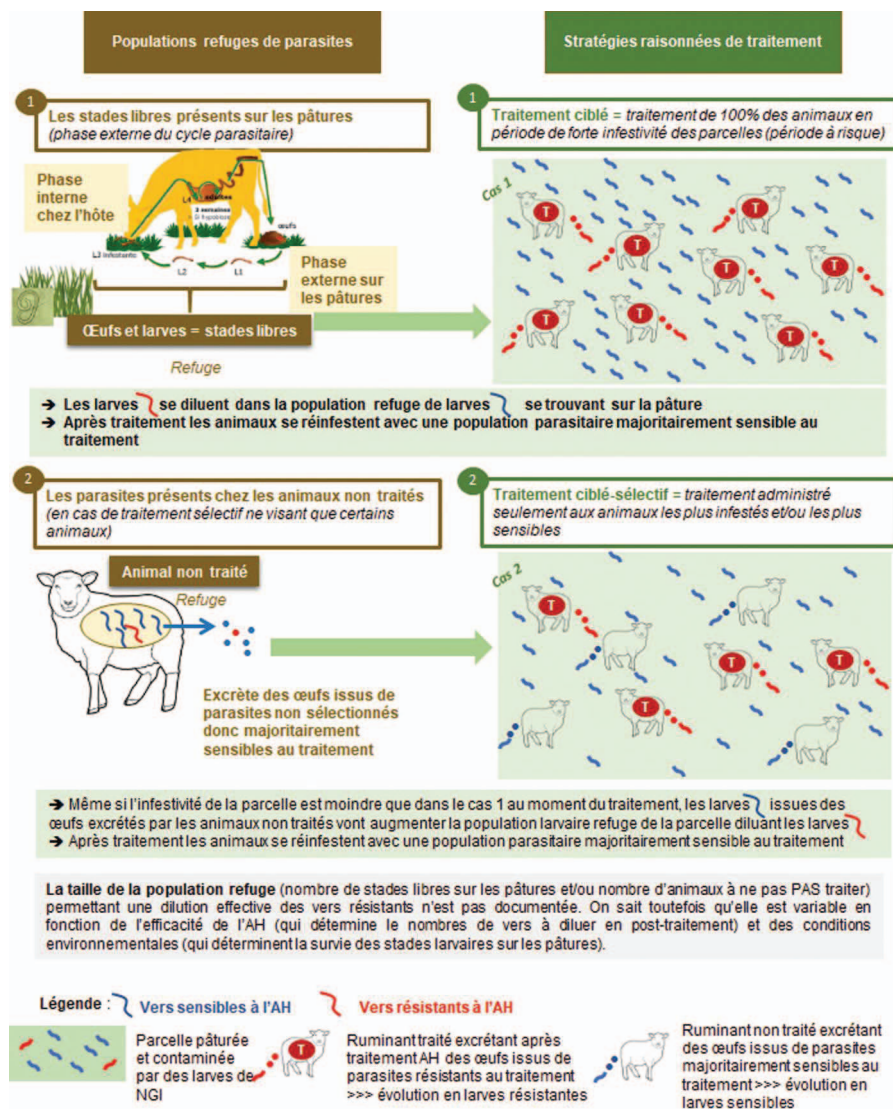 Populations refuges de parasites
Stratégies raisonnées de traitement
1
Les stades libres présents sur les pâtures
(phase externe du cycle parasitaire)
1
Traitement ciblé = traitement de 100% des animaux en
période de forte infestivité des parcelles (période à risque)
Phase
interne
chez l'hôte
L4
3 semaines
œufs
L3 infestante
L2
L1
Phase
externe sur
les pâtures
Œufs et larves = stades libres
Refuge
Cas 1
T
T
T
T
T
T
T
T
➔ Les larves se diluent dans la population refuge de larves se trouvant sur la pâture
➔ Après traitement les animaux se réinfestent avec une population parasitaire majoritairement sensible au
traitement
2
Les parasites présents chez les animaux non traités
(en cas de traitement sélectif ne visant que certains
animaux)
2
Traitement ciblé-sélectif = traitement administré
seulement aux animaux les plus infestés et/ou les plus
sensibles
Animal non traité
Refuge
Excrète des œufs issus de
parasites non sélectionnés
donc majoritairement
sensibles au traitement
Cas 2
T
T
T
T
➔ Même si l'infestivité de la parcelle est moindre que dans le cas 1 au moment du traitement, les larves issues des
œufs excrétés par les animaux non traités vont augmenter la population larvaire refuge de la parcelle diluant les larves
➔ Après traitement les animaux se réinfestent avec une population parasitaire majoritairement sensible au traitement
La taille de la population refuge (nombre de stades libres sur les pâtures et/ou nombre d'animaux à ne pas PAS traiter)
permettant une dilution effective des vers résistants n'est pas documentée. On sait toutefois qu'elle est variable en
fonction de l'efficacité de l'AH (qui détermine le nombres de vers à diluer en post-traitement) et des conditions
environnementales (qui déterminent la survie des stades larvaires sur les pâtures).
Légende : Vers sensibles à l'AH Vers résistants à l'AH
Parcelle pâturée
et contaminée
par des larves de
NGI
T
Ruminant traité excrétant après
traitement AH des œufs issus de
parasites résistants au traitement
>>> évolution en larves résistantes
Ruminant non traité excrétant
des œufs issus de parasites
majoritairement sensibles au
traitement >>> évolution en
larves sensibles